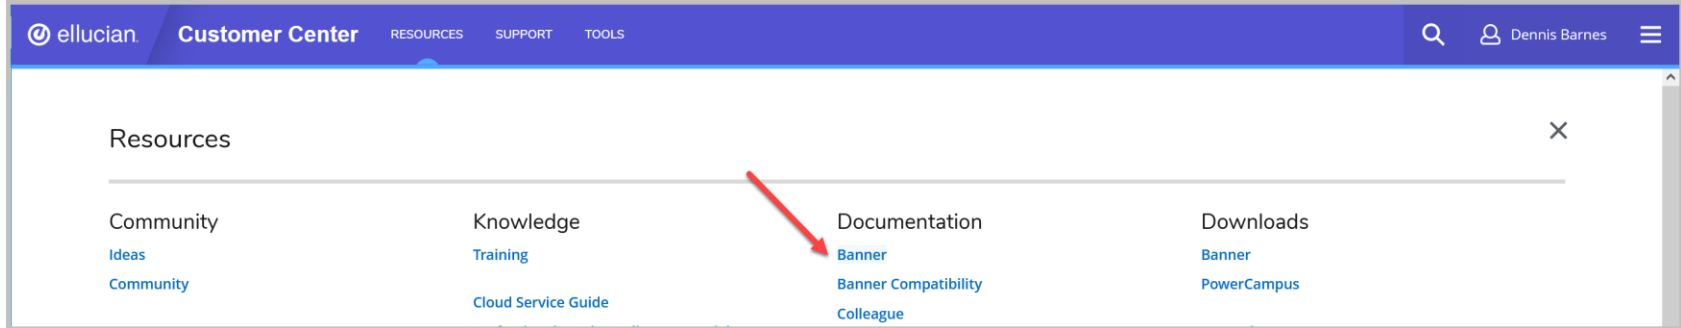 ellucian. Customer Center RESOURCES SUPPORT TOOLS Dennis Barnes
Resources
Community
Ideas
Community
Knowledge
Training
Cloud Service Guide
Documentation
Banner
Banner Compatibility
Colleague
Downloads
Banner
PowerCampus